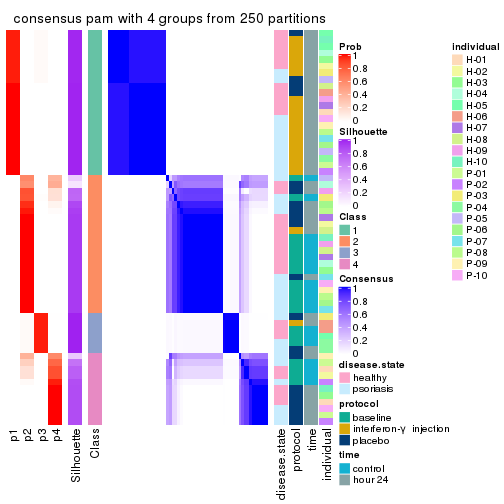 consensus pam with 4 groups from 250 partitions
p1
p2
p3
p4
Silhouette
Class
disease.state
protocol
time
individual
Prob
1
0.8
0.6
0.4
0.2
0
Silhouette
1
0.8
0.6
0.4
0.2
0
Class
1
2
3
4
Consensus
1
0.8
0.6
0.4
0.2
0
disease.state
healthy
psoriasis
protocol
baseline
interferon-γ injection
placebo
time
control
hour 24
individual
H-01
H-02
H-03
H-04
H-05
H-06
H-07
H-08
H-09
H-10
P-01
P-02
P-03
P-04
P-05
P-06
P-07
P-08
P-09
P-10